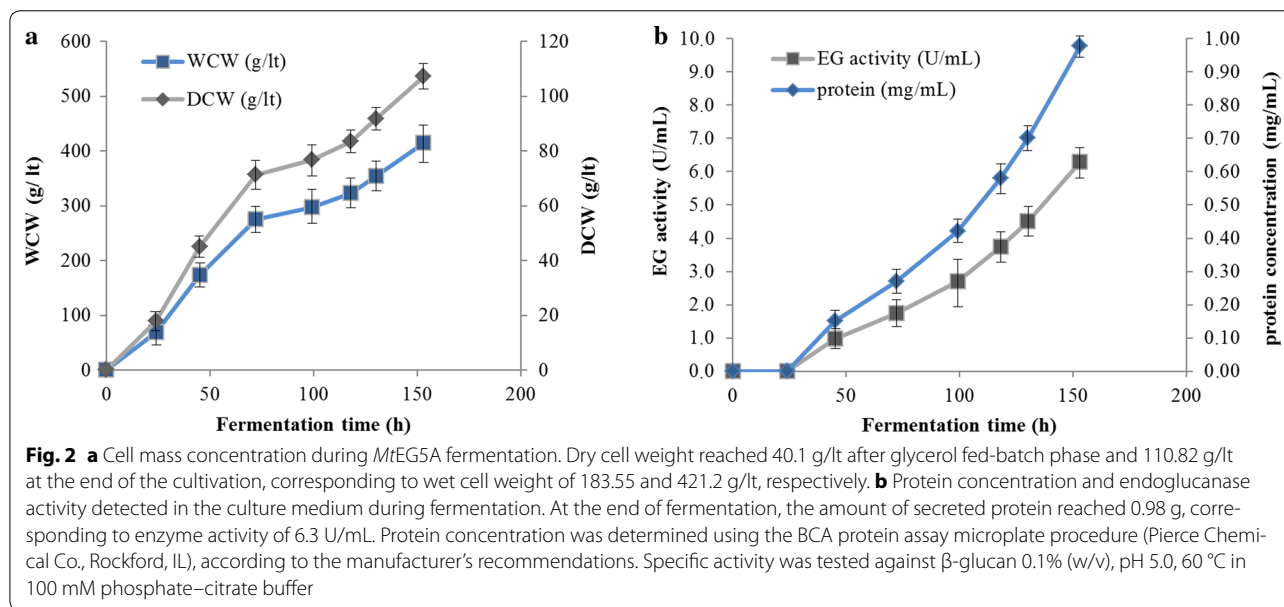 a
600
500
400
300
200
100
0
WCW (g/ lt)
WCW (g/lt)
DCW (g/lt)
120
100
80
60
40
20
0
DCW (g/lt)
0 50 100 150 200
Fermentation time (h)
b
10.0
9.0
8.0
7.0
6.0
5.0
4.0
3.0
2.0
1.0
0.0
EG activity (U/mL)
EG activity (U/mL)
protein (mg/mL)
1.00
0.90
0.80
0.70
0.60
0.50
0.40
0.30
0.20
0.10
0.00
protein concentration (mg/mL)
0 50 100 150 200
Fermentation time (h)
Fig. 2 a Cell mass concentration during MtEG5A fermentation. Dry cell weight reached 40.1 g/lt after glycerol fed-batch phase and 110.82 g/lt
at the end of the cultivation, corresponding to wet cell weight of 183.55 and 421.2 g/lt, respectively. b Protein concentration and endoglucanase
activity detected in the culture medium during fermentation. At the end of fermentation, the amount of secreted protein reached 0.98 g, corre-
sponding to enzyme activity of 6.3 U/mL. Protein concentration was determined using the BCA protein assay microplate procedure (Pierce Chemi-
cal Co., Rockford, IL), according to the manufacturer's recommendations. Specific activity was tested against β-glucan 0.1% (w/v), pH 5.0, 60 °C in
100 mM phosphate–citrate buffer